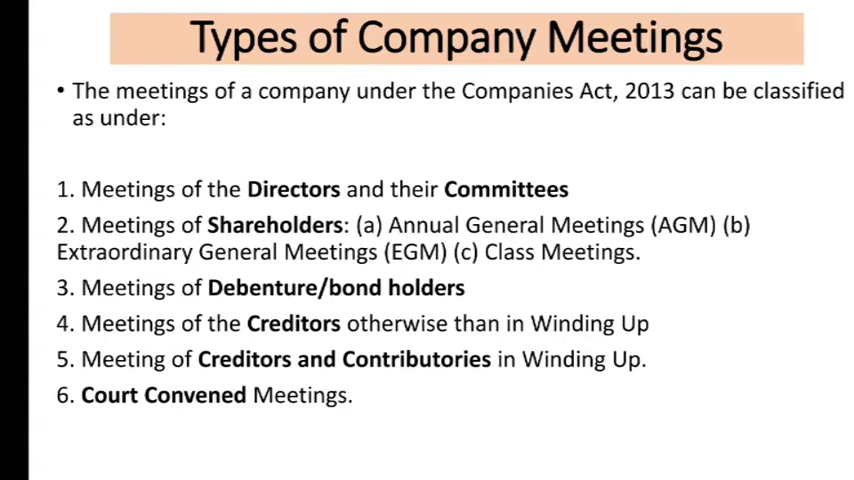 Types of Company Meetings
• The meetings of a company under the Companies Act, 2013 can be classified
as under:
1. Meetings of the Directors and their Committees
2. Meetings of Shareholders: (a) Annual General Meetings (AGM) (b)
Extraordinary General Meetings (EGM) (c) Class Meetings.
3. Meetings of Debenture/bond holders
4. Meetings of the Creditors otherwise than in Winding Up
5. Meeting of Creditors and Contributories in Winding Up.
6. Court Convened Meetings.